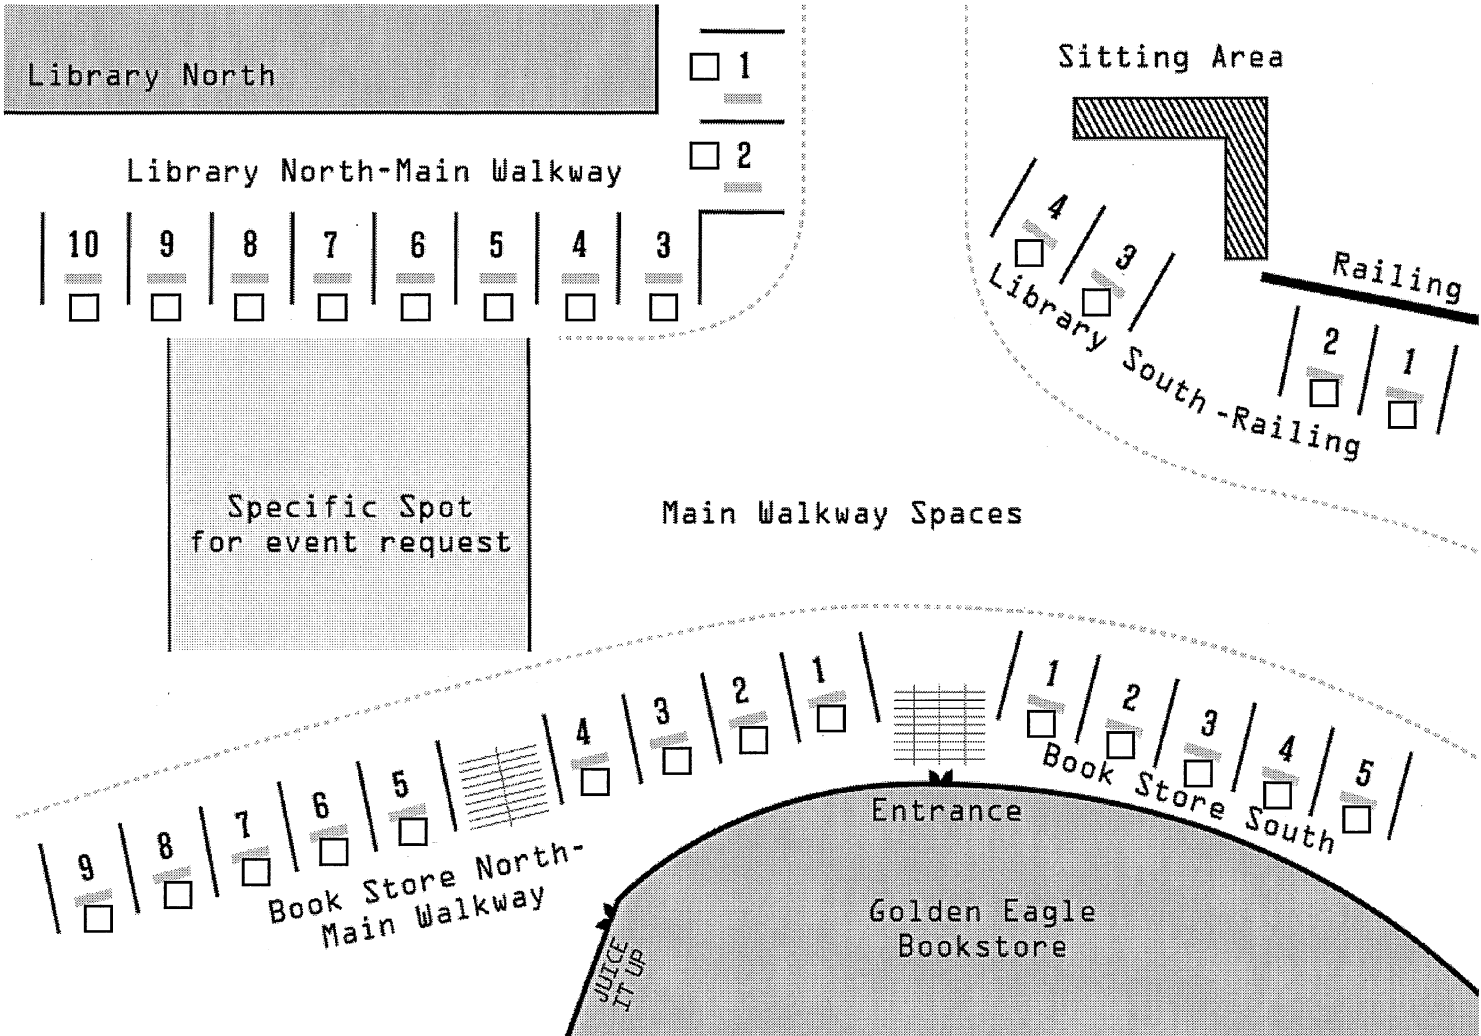 Library North
1
2
Library North-Main Walkway
10 9 8 7 6 5 4 3
Sitting Area
4
3
Railing
2
1
Library South -Railing
Specific Spot
for event request
Main Walkway Spaces
9 8 7 6 5 4 3 2 1
1 2 3 4 5
Book Store South
Book Store North-
Main Walkway
Entrance
Golden Eagle
Bookstore
JUICE
IT UP